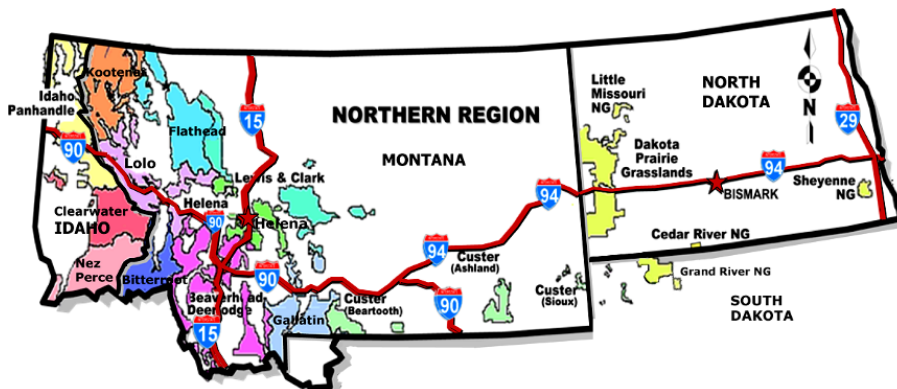 Kootenai
Idaho
Panhandle
90
Flathead
Lolo
15
NORTHERN REGION
MONTANA
Lewis & Clark
Helena
90
Helena
Clearwater
IDAHO
Nez
Perce
Bitterroot
Beaverhead
Deerlodge
15
90
Gallatin
Custer
(Beartooth)
94
Custer
(Ashland)
90
Custer
(Sioux)
94
Little
Missouri
NG
NORTH
DAKOTA
N
29
Dakota
Prairie
Grasslands
94
BISMARK
Sheyenne
NG
Cedar River NG
Grand River NG
SOUTH
DAKOTA